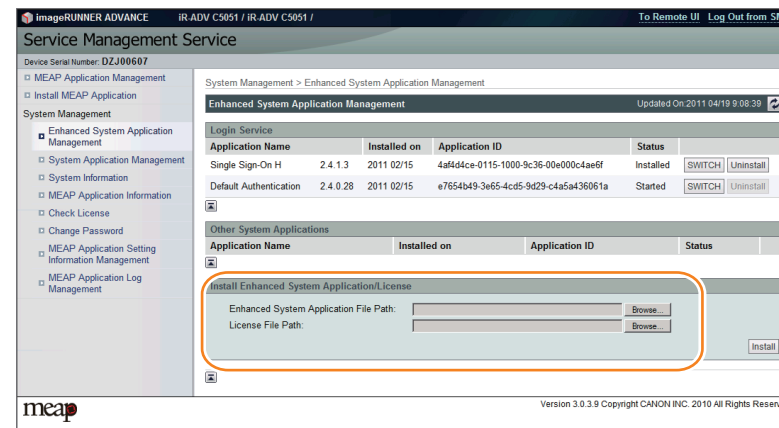 imageRUNNER ADVANCE iR-ADV C5051 / iR-ADV C5051 / To Remote UI Log Out from
Service Management Service
Device Serial Number: DZJ00607
MEAP Application Management
Install MEAP Application
System Management
Enhanced System Application
Management
System Application Management
System Information
MEAP Application Information
Check License
Change Password
MEAP Application Setting
Information Management
MEAP Application Log
Management
System Management > Enhanced System Application Management
Enhanced System Application Management Updated On:2011 04/19 9:08:39
Login Service
Application Name Installed on Application ID Status
Single Sign-On H 2.4.1.3 2011 02/15 4af4d4ce-0115-1000-9c36-00e000c4ae6f Installed SWITCH Uninstall
Default Authentication 2.4.0.28 2011 02/15 e7654b49-3e65-4cd5-9d29-c4a5a436061a Started SWITCH Uninstall
Other System Applications
Application Name Installed on Application ID Status
Install Enhanced System Application/License
Enhanced System Application File Path: Browse...
License File Path: Browse...
Install
meap Version 3.0.3.9 Copyright CANON INC. 2010 All Rights